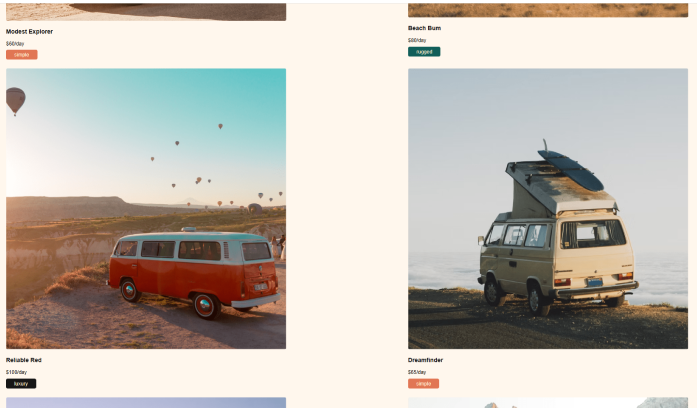 Modest Explorer
$60/day
simple
Beach Bum
$80/day
rugged
Reliable Red
$100/day
luxury
Dreamfinder
$65/day
simple